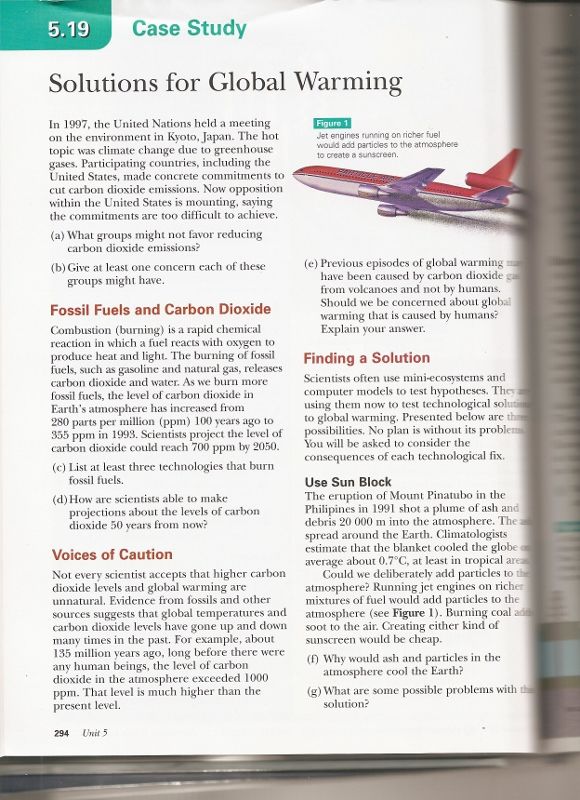 5.19 Case Study
Solutions for Global Warming
In 1997, the United Nations held a meeting
on the environment in Kyoto, Japan. The hot
topic was climate change due to greenhouse
gases. Participating countries, including the
United States, made concrete commitments to
cut carbon dioxide emissions. Now opposition
within the United States is mounting, saying
the commitments are too difficult to achieve.
(a) What groups might not favor reducing
carbon dioxide emissions?
(b) Give at least one concern each of these
groups might have.
Fossil Fuels and Carbon Dioxide
Combustion (burning) is a rapid chemical
reaction in which a fuel reacts with oxygen to
produce heat and light. The burning of fossil
fuels, such as gasoline and natural gas, releases
carbon dioxide and water. As we burn more
fossil fuels, the level of carbon dioxide in
Earth's atmosphere has increased from
280 parts per million (ppm) 100 years ago to
355 ppm in 1993. Scientists project the level of
carbon dioxide could reach 700 ppm by 2050.
(c) List at least three technologies that burn
fossil fuels.
(d) How are scientists able to make
projections about the levels of carbon
dioxide 50 years from now?
Voices of Caution
Not every scientist accepts that higher carbon
dioxide levels and global warming are
unnatural. Evidence from fossils and other
sources suggests that global temperatures and
carbon dioxide levels have gone up and down
many times in the past. For example, about
135 million years ago, long before there were
any human beings, the level of carbon
dioxide in the atmosphere exceeded 1000
ppm. That level is much higher than the
present level.
294 Unit 5
Figure 1
Jet engines running on richer fuel
would add particles to the atmosphere
to create a sunscreen.
(e) Previous episodes of global warming
have been caused by carbon dioxide
from volcanoes and not by humans.
Should we be concerned about global
warming that is caused by humans?
Explain your answer.
Finding a Solution
Scientists often use mini-ecosystems and
computer models to test hypotheses. They
using them now to test technological
to global warming. Presented below are
possibilities. No plan is without its
You will be asked to consider the
consequences of each technological fix.
Use Sun Block
The eruption of Mount Pinatubo in the
Philipines in 1991 shot a plume of ash and
debris 20 000 m into the atmosphere. The
spread around the Earth. Climatologists
estimate that the blanket cooled the globe
average about 0.7°C, at least in tropical
Could we deliberately add particles to
atmosphere? Running jet engines on richer
mixtures of fuel would add particles to the
atmosphere (see Figure 1). Burning coal
soot to the air. Creating either kind of
sunscreen would be cheap.
(f) Why would ash and particles in the
atmosphere cool the Earth?
(g) What are some possible problems with
solution?